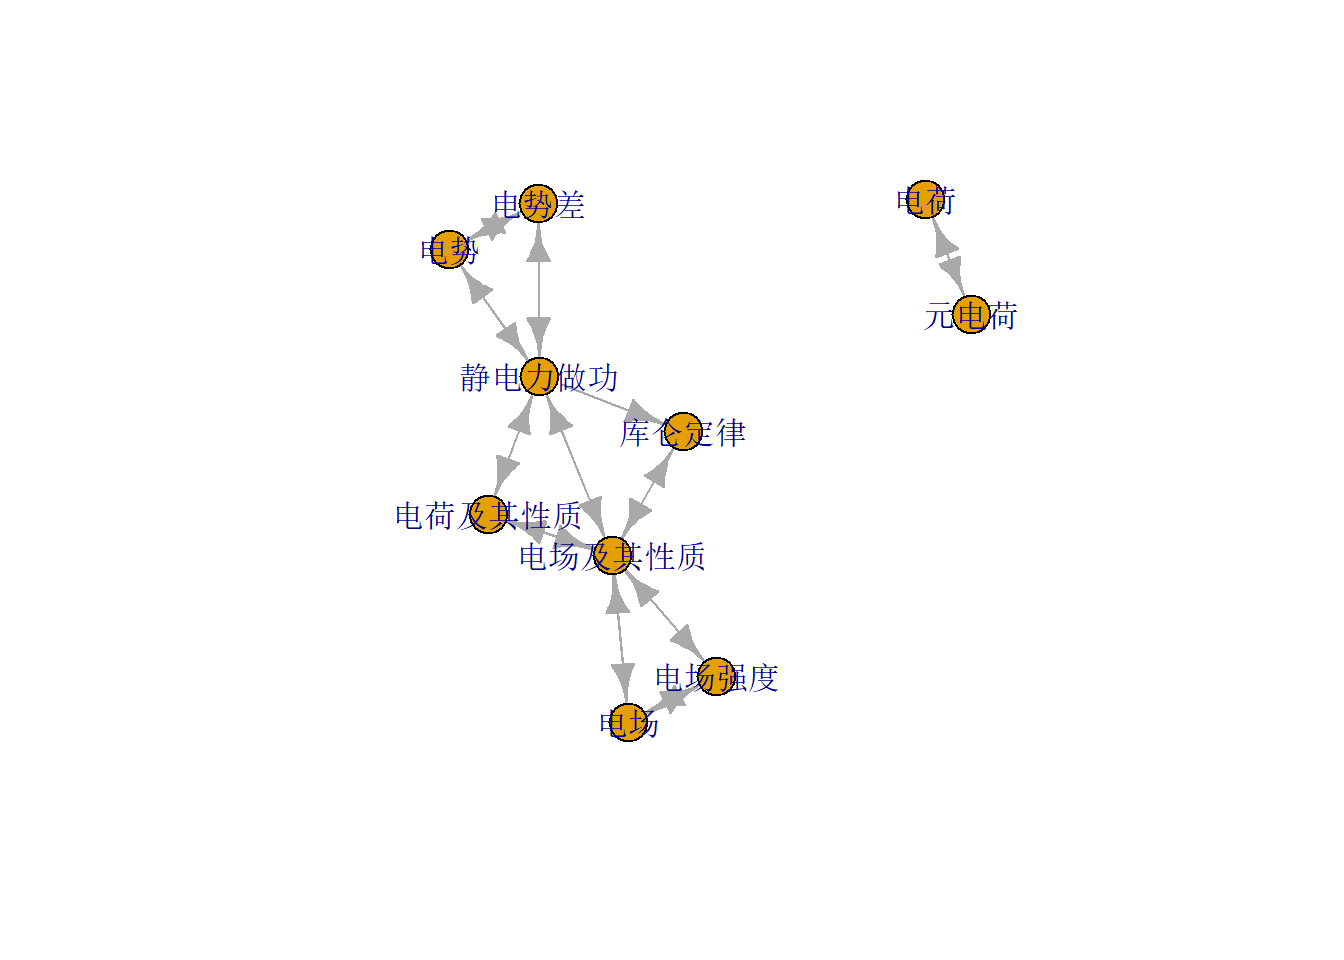 电势差
电荷
电势
元电荷
静电力做功
库仑定律
电荷及其性质
电场及其性质
电场强度
电场